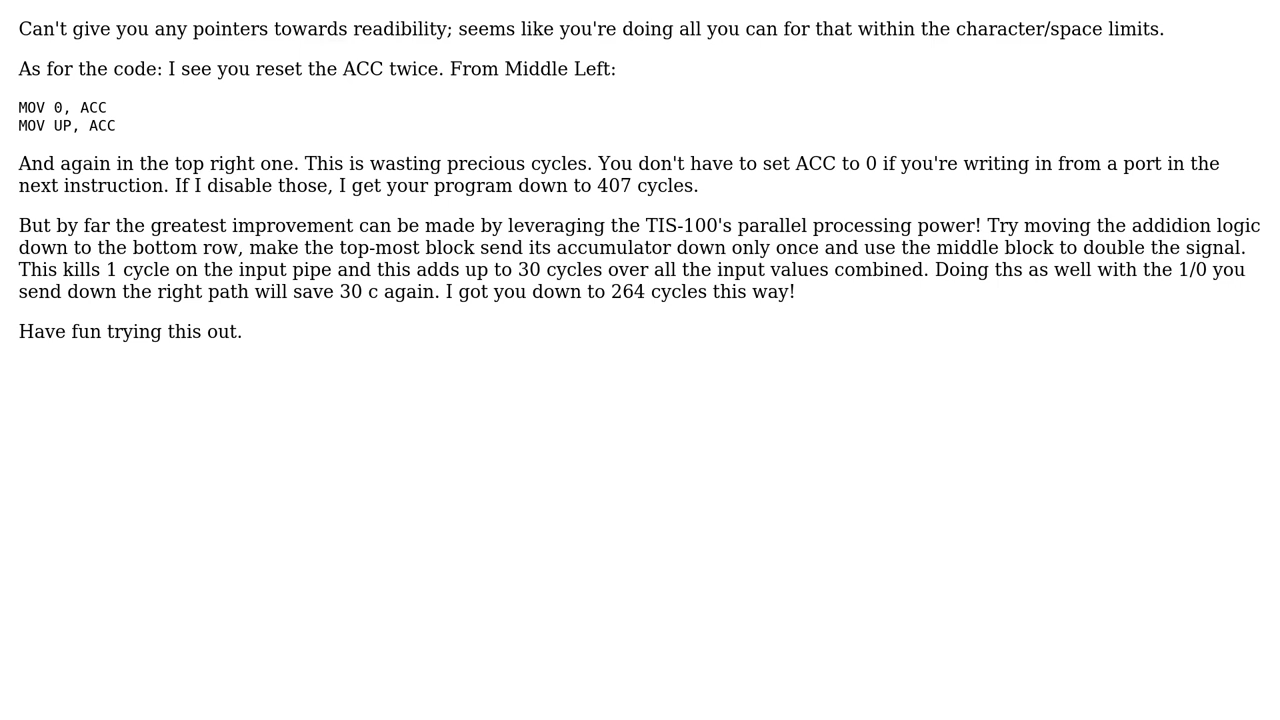 Can't give you any pointers towards readibility; seems like you're doing all you can for that within the character/space limits.
As for the code: I see you reset the ACC twice. From Middle Left:
MOV 0, ACC
MOV UP, ACC
And again in the top right one. This is wasting precious cycles. You don't have to set ACC to 0 if you're writing in from a port in the
next instruction. If I disable those, I get your program down to 407 cycles.
But by far the greatest improvement can be made by leveraging the TIS-100's parallel processing power! Try moving the addidion logic
down to the bottom row, make the top-most block send its accumulator down only once and use the middle block to double the signal.
This kills 1 cycle on the input pipe and this adds up to 30 cycles over all the input values combined. Doing ths as well with the 1/0 you
send down the right path will save 30 c again. I got you down to 264 cycles this way!
Have fun trying this out.